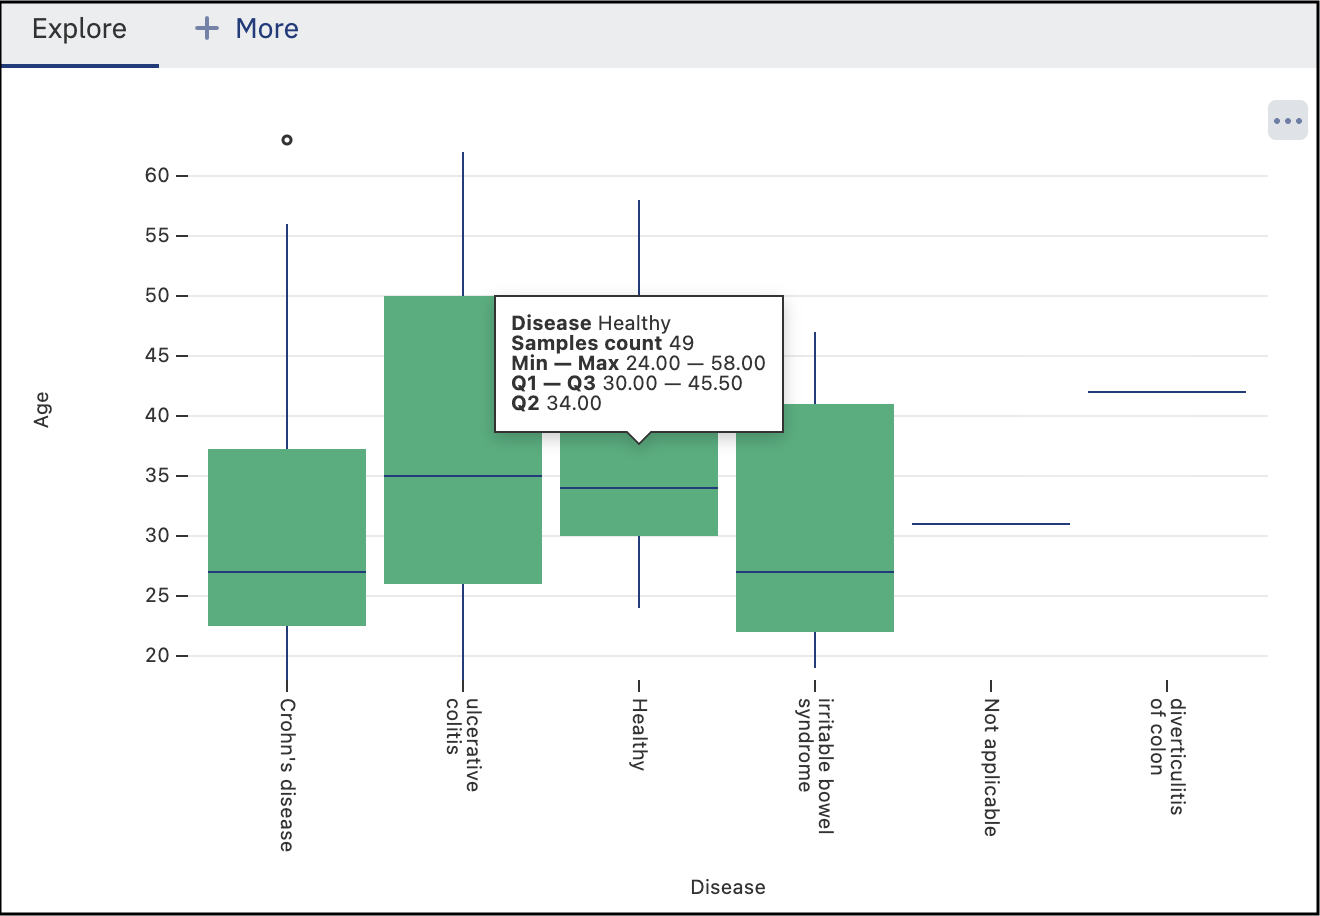 Explore
+ More
60
55
50
45
40
35
30
25
20
Age
Disease Healthy
Samples count 49
Min — Max 24.00 — 58.00
Q1 — Q3 30.00 — 45.50
Q2 34.00
Crohn's disease
ulcerative
colitis
Healthy
irritable bowel
syndrome
Not applicable
diverticulitis
of colon
Disease